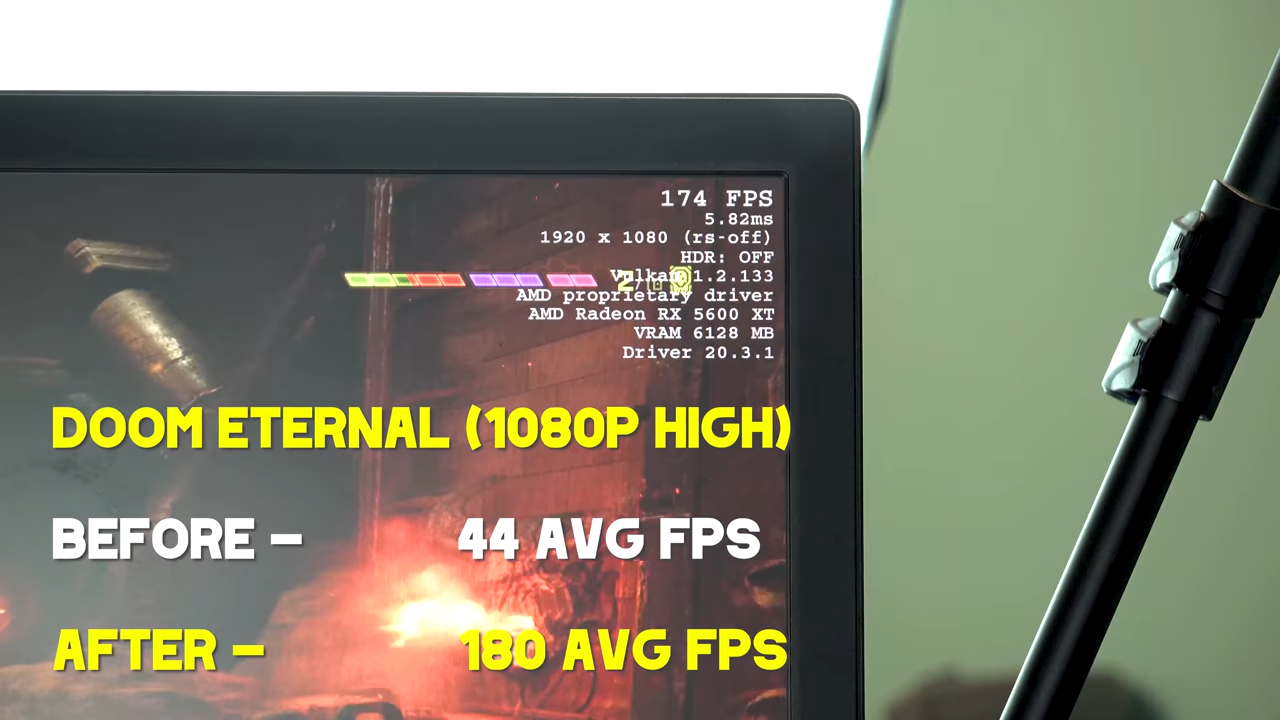 174 FPS
5.82ms
1920 x 1080 (rs-off)
HDR: OFF
Vulkan 1.2.133
AMD proprietary driver
AMD Radeon RX 5600 XT
VRAM 6128 MB
Driver 20.3.1
DOOM ETERNAL (1080P HIGH)
BEFORE – 44 AVG FPS
AFTER – 180 AVG FPS